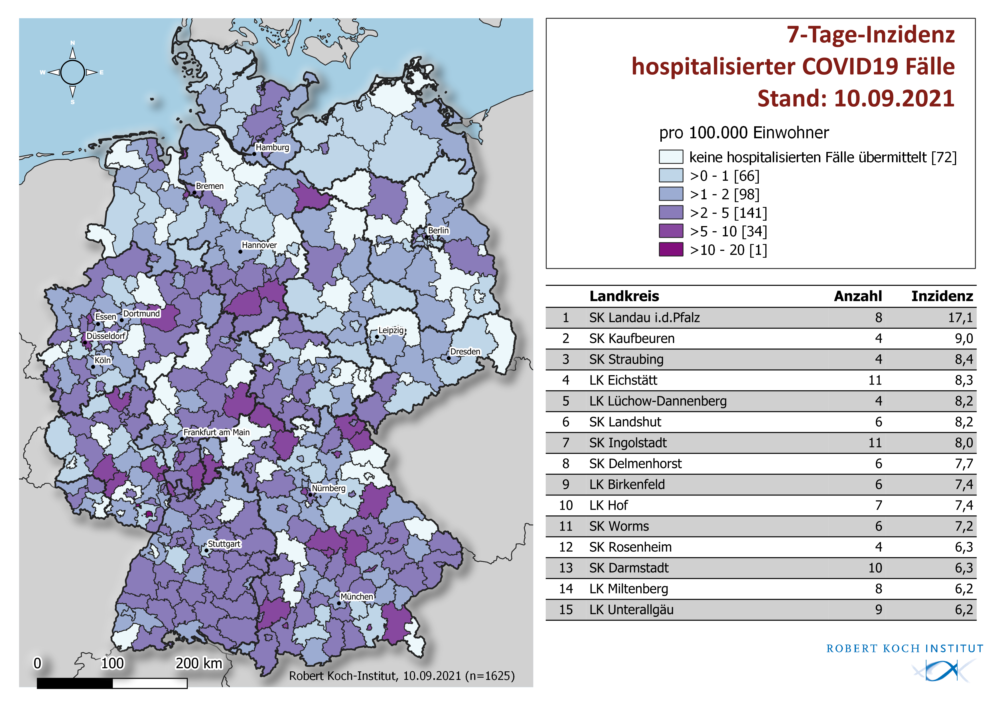 N
W
E
S
Hamburg
Bremen
Berlin
Hannover
Essen
Dortmund
Düsseldorf
Leipzig
Köln
Dresden
Frankfurt am Main
Nürnberg
Stuttgart
München
0 100 200 km
Robert Koch-Institut, 10.09.2021 (n=1625)
7-Tage-Inzidenz
hospitalisierter COVID19 Fälle
Stand: 10.09.2021
pro 100.000 Einwohner
keine hospitalisierten Fälle übermittelt [72]
>0 - 1 [66]
>1 - 2 [98]
>2 - 5 [141]
>5 - 10 [34]
>10 - 20 [1]
Landkreis Anzahl Inzidenz
1 SK Landau i.d.Pfalz 8 17,1
2 SK Kaufbeuren 4 9,0
3 SK Straubing 4 8,4
4 LK Eichstätt 11 8,3
5 LK Lüchow-Dannenberg 4 8,2
6 SK Landshut 6 8,2
7 SK Ingolstadt 11 8,0
8 SK Delmenhorst 6 7,7
9 LK Birkenfeld 6 7,4
10 LK Hof 7 7,4
11 SK Worms 6 7,2
12 SK Rosenheim 4 6,3
13 SK Darmstadt 10 6,3
14 LK Miltenberg 8 6,2
15 LK Unterallgäu 9 6,2
ROBERT KOCH INSTITUT